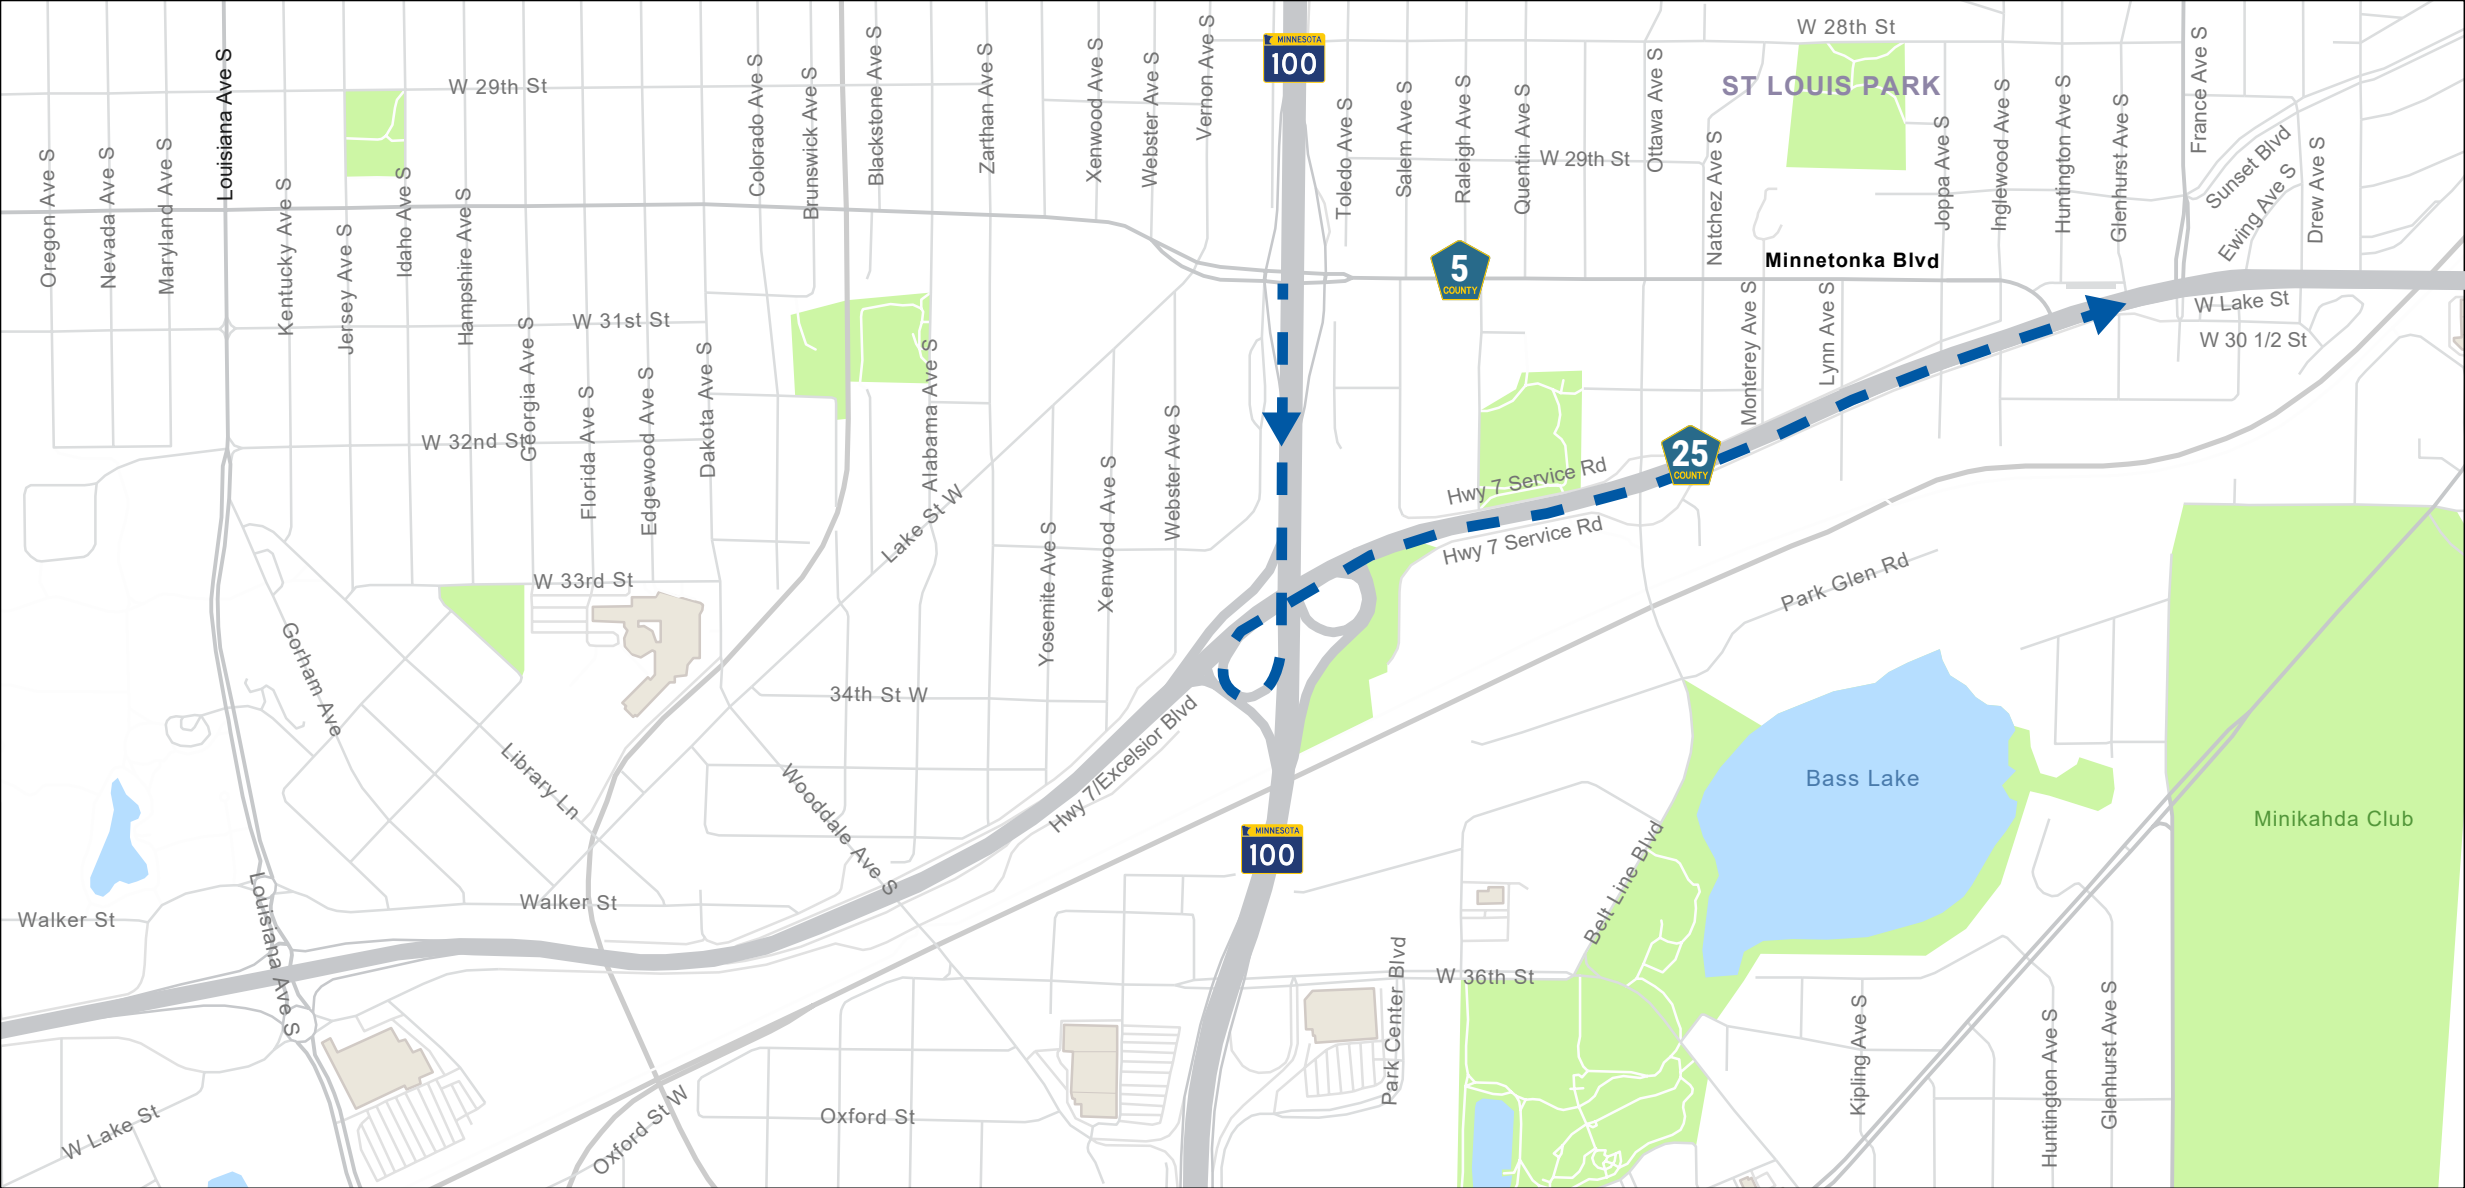 W 28th St
France Ave S
Louisiana Ave S
W 29th St
Colorado Ave S
Brunswick Ave S
Blackstone Ave S
Zarthan Ave S
Xenwood Ave S
Webster Ave S
Vernon Ave S
MINNESOTA
100
Toledo Ave S
Salem Ave S
Raleigh Ave S
Quentin Ave S
W 29th St
Ottawa Ave S
Natchez Ave S
ST LOUIS PARK
Joppa Ave S
Inglewood Ave S
Huntington Ave S
Glenhurst Ave S
Sunset Blvd
Ewing Ave S
Drew Ave S
Oregon Ave S
Nevada Ave S
Maryland Ave S
Kentucky Ave S
Jersey Ave S
Idaho Ave S
Hampshire Ave S
5
COUNTY
Minnetonka Blvd
W Lake St
W 30 1/2 St
W 31st St
Georgia Ave S
Florida Ave S
Edgewood Ave S
Dakota Ave S
Alabama Ave S
Monterey Ave S
Lynn Ave S
W 32nd St
Lake St W
Webster Ave S
Xenwood Ave S
Yosemite Ave S
25
COUNTY
Hwy 7 Service Rd
Hwy 7 Service Rd
W 33rd St
Park Glen Rd
Gorham Ave
34th St W
Library Ln
Wooddale Ave S
Hwy 7/Excelsior Blvd
Bass Lake
Minikahda Club
MINNESOTA
100
Belt Line Blvd
Walker St
Louisiana Ave S
Walker St
Park Center Blvd
W 36th St
Kipling Ave S
Huntington Ave S
Glenhurst Ave S
W Lake St
Oxford St W
Oxford St